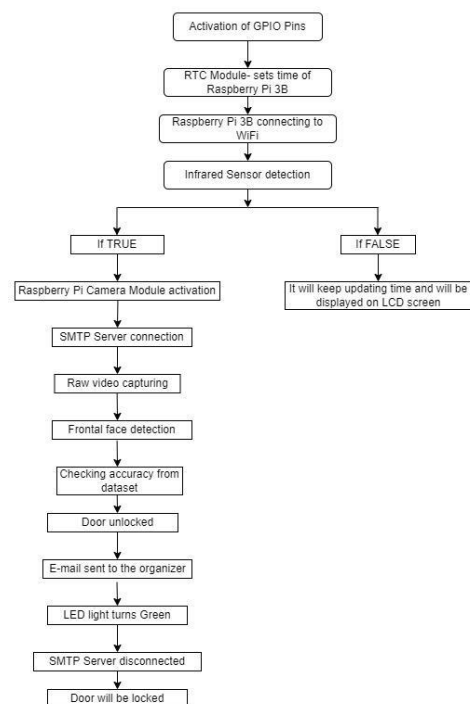 Activation of GPIO Pins
RTC Module- sets time of
Raspberry Pi 3B
Raspberry Pi 3B connecting to
WiFi
Infrared Sensor detection
If TRUE
If FALSE
Raspberry Pi Camera Module activation
It will keep updating time and will be
displayed on LCD screen
SMTP Server connection
Raw video capturing
Frontal face detection
Checking accuracy from
dataset
Door unlocked
E-mail sent to the organizer
LED light turns Green
SMTP Server disconnected
Door will be locked